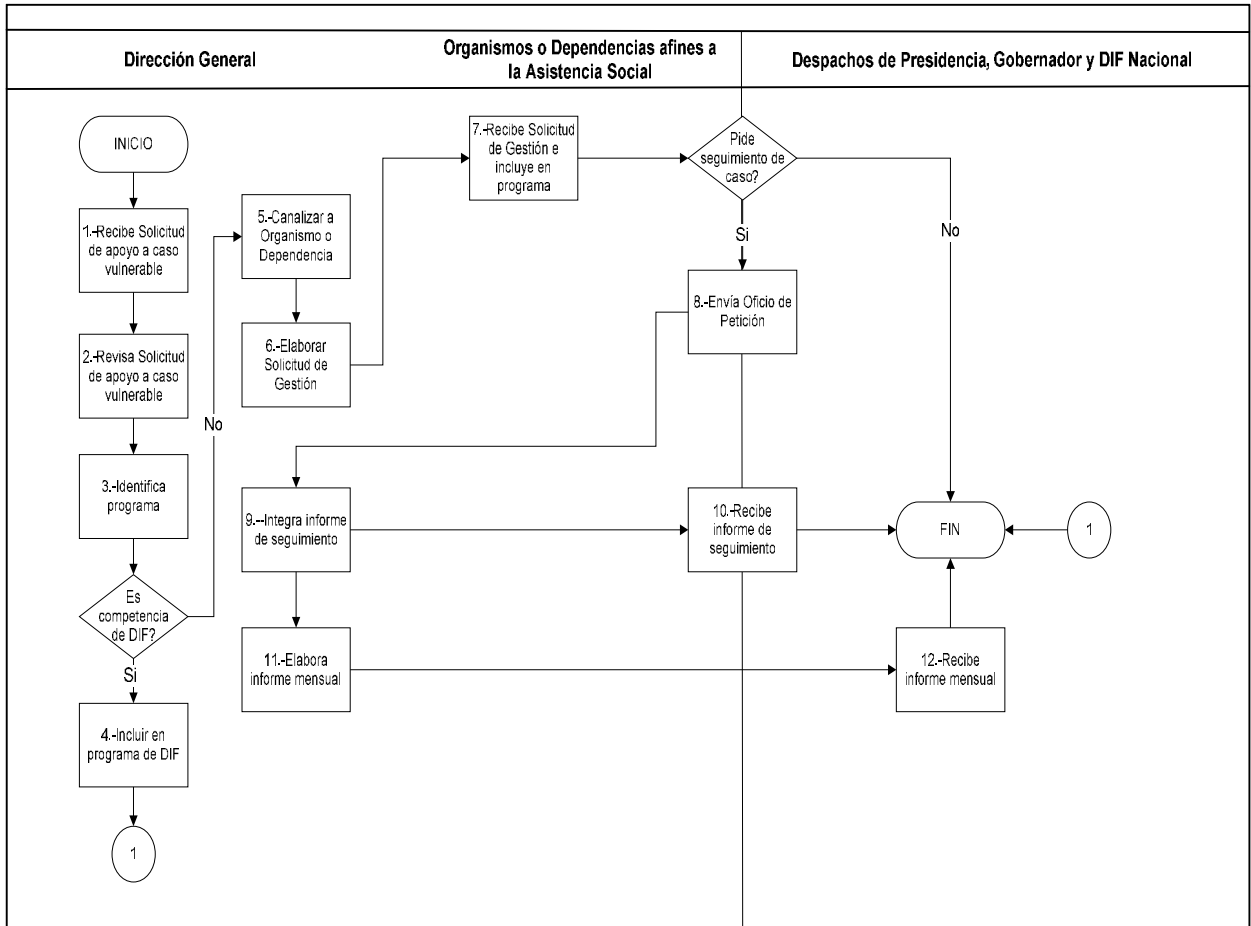 Dirección General
Organismos o Dependencias afines a
la Asistencia Social
Despachos de Presidencia, Gobernador y DIF Nacional
INICIO
1.-Recibe Solicitud
de apoyo a caso
vulnerable
2.-Revisa Solicitud
de apoyo a caso
vulnerable
3.-Identifica
programa
Es
competencia
de DIF?
No
Si
4.-Incluir en
programa de DIF
1
5.-Canalizar a
Organismo o
Dependencia
6.-Elaborar
Solicitud de
Gestión
7.-Recibe Solicitud
de Gestión e
incluye en
programa
Pide
seguimiento de
caso?
Si
No
8.-Envía Oficio de
Petición
9.--Integra informe
de seguimiento
10.-Recibe
informe de
seguimiento
FIN
1
11.-Elabora
informe mensual
12.-Recibe
informe mensual